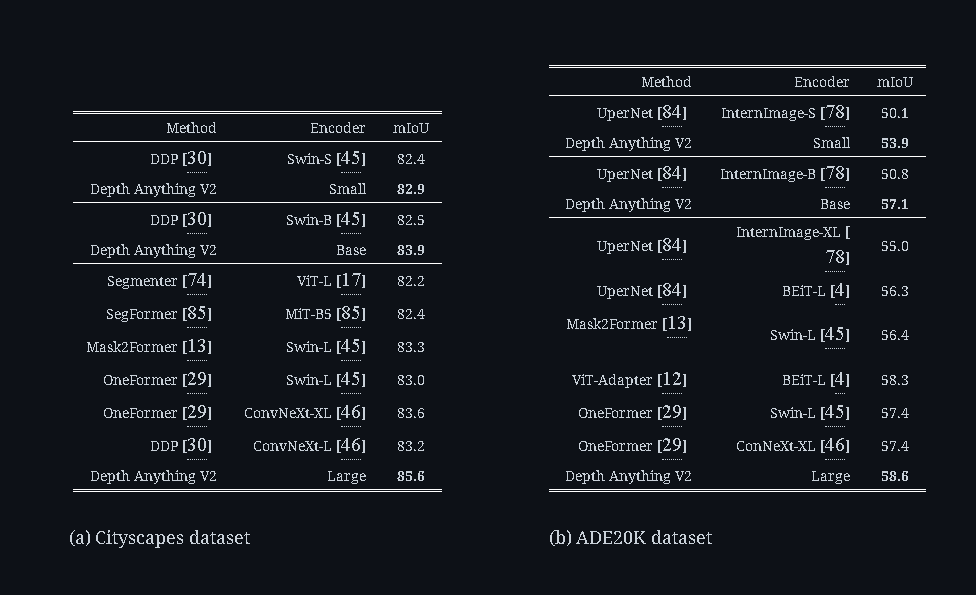 Method Encoder mIoU
DDP [30] Swin-S [45] 82.4
Depth Anything V2 Small 82.9
DDP [30] Swin-B [45] 82.5
Depth Anything V2 Base 83.9
Segmenter [74] ViT-L [17] 82.2
SegFormer [85] MiT-B5 [85] 82.4
Mask2Former [13] Swin-L [45] 83.3
OneFormer [29] Swin-L [45] 83.0
OneFormer [29] ConvNeXt-XL [46] 83.6
DDP [30] ConvNeXt-L [46] 83.2
Depth Anything V2 Large 85.6
(a) Cityscapes dataset
Method Encoder mIoU
UperNet [84] InternImage-S [78] 50.1
Depth Anything V2 Small 53.9
UperNet [84] InternImage-B [78] 50.8
Depth Anything V2 Base 57.1
InternImage-XL [
UperNet [84] 55.0
78]
UperNet [84] BEiT-L [4] 56.3
Mask2Former [13] Swin-L [45] 56.4
ViT-Adapter [12] BEiT-L [4] 58.3
OneFormer [29] Swin-L [45] 57.4
OneFormer [29] ConNeXt-XL [46] 57.4
Depth Anything V2 Large 58.6
(b) ADE20K dataset